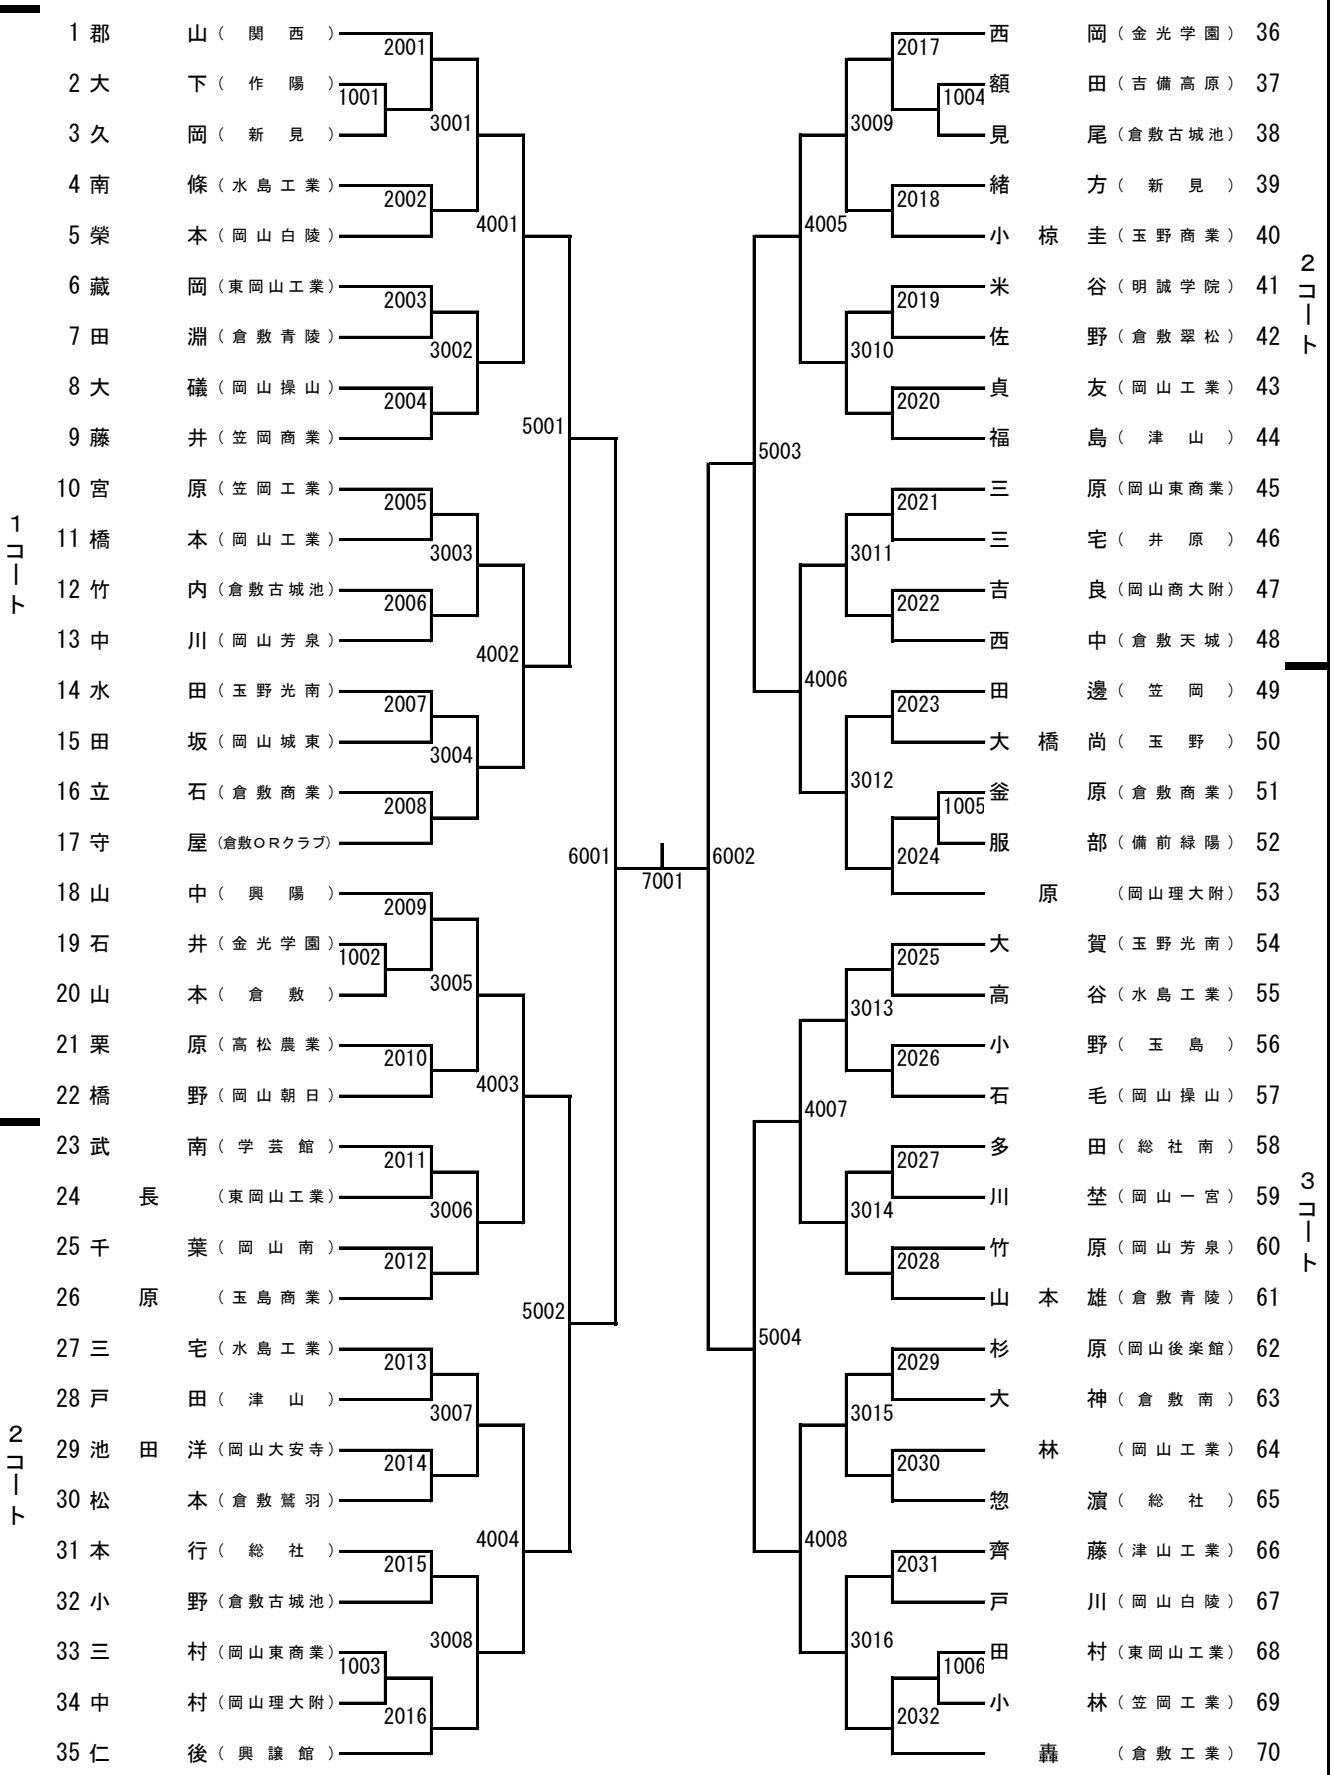 1 郡山（関西）
2 大下（作陽）
3 久岡（新見）
4 南條（水島工業）
5 榮本（岡山白陵）
6 藏岡（東岡山工業）
7 田淵（倉敷青陵）
8 大礒（岡山操山）
9 藤井（笠岡商業）
10 宮原（笠岡工業）
11 橋本（岡山工業）
12 竹内（倉敷古城池）
13 中川（岡山芳泉）
14 水田（玉野光南）
15 田坂（岡山城東）
16 立石（倉敷商業）
17 守屋（倉敷ORクラブ）
18 山中（興陽）
19 石井（金光学園）
20 山本（倉敷）
21 栗原（高松農業）
22 橋野（岡山朝日）
23 武南（学芸館）
24 長（東岡山工業）
25 千葉（岡山南）
26 原（玉島商業）
27 三宅（水島工業）
28 戸田（津山）
29 池田洋（岡山大安寺）
30 松本（倉敷鷲羽）
31 本行（総社）
32 小野（倉敷古城池）
33 三村（岡山東商業）
34 中村（岡山理大附）
35 仁後（興譲館）
1コート
2コート
1001
1002
1003
2001
2002
2003
2004
2005
2006
2007
2008
2009
2010
2011
2012
2013
2014
2015
2016
3001
3002
3003
3004
3005
3006
3007
3008
4001
4002
4003
4004
5001
5002
6001
7001
6002
5003
5004
4005
4006
4007
4008
3009
3010
3011
3012
3013
3014
3015
3016
2017
2018
2019
2020
2021
2022
2023
2024
2025
2026
2027
2028
2029
2030
2031
2032
1004
1005
1006
西岡（金光学園） 36
額田（吉備高原） 37
見尾（倉敷古城池） 38
緒方（新見） 39
小椋圭（玉野商業） 40
米谷（明誠学院） 41
佐野（倉敷翠松） 42
貞友（岡山工業） 43
福島（津山） 44
三原（岡山東商業） 45
三宅（井原） 46
吉良（岡山商大附） 47
西中（倉敷天城） 48
田邊（笠岡） 49
大橋尚（玉野） 50
釜原（倉敷商業） 51
服部（備前緑陽） 52
原（岡山理大附） 53
大賀（玉野光南） 54
高谷（水島工業） 55
小野（玉島） 56
石毛（岡山操山） 57
多田（総社南） 58
川埜（岡山一宮） 59
竹原（岡山芳泉） 60
山本雄（倉敷青陵） 61
杉原（岡山後楽館） 62
大神（倉敷南） 63
林（岡山工業） 64
惣濵（総社） 65
齊藤（津山工業） 66
戸川（岡山白陵） 67
田村（東岡山工業） 68
小林（笠岡工業） 69
轟（倉敷工業） 70
2コート
3コート